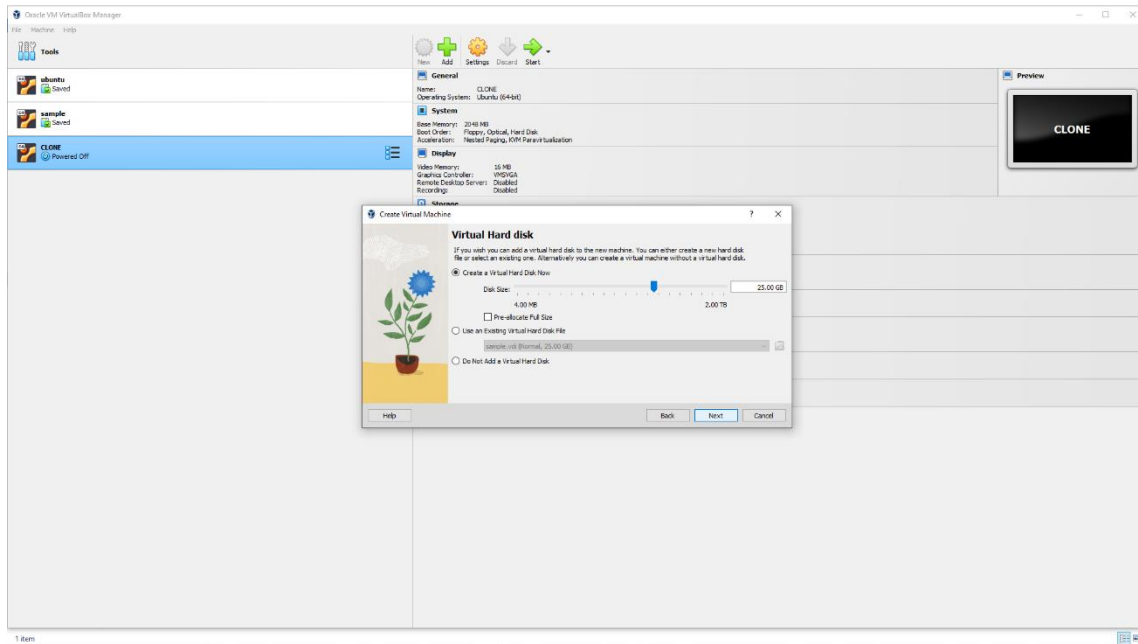 Oracle VM VirtualBox Manager
File Machine Help
Tools
New Add Settings Discard Start
ubuntu
Saved
sample
Saved
CLONE
Powered Off
General
Name: CLONE
Operating System: Ubuntu (64-bit)
System
Base Memory: 2048 MB
Boot Order: Floppy, Optical, Hard Disk
Acceleration: Nested Paging, KVM Paravirtualization
Display
Video Memory: 16 MB
Graphics Controller: VMSVGA
Remote Desktop Server: Disabled
Recording: Disabled
Storage
Preview
CLONE
Create Virtual Machine
? X
Virtual Hard disk
If you wish you can add a virtual hard disk to the new machine. You can either create a new hard disk
file or select an existing one. Alternatively you can create a virtual machine without a virtual hard disk.
Create a Virtual Hard Disk Now
Disk Size: 25.00 GB
4.00 MB 2.00 TB
Pre-allocate Full Size
Use an Existing Virtual Hard Disk File
sample.vdi (Normal, 25.00 GB)
Do Not Add a Virtual Hard Disk
Help Back Next Cancel
1 item